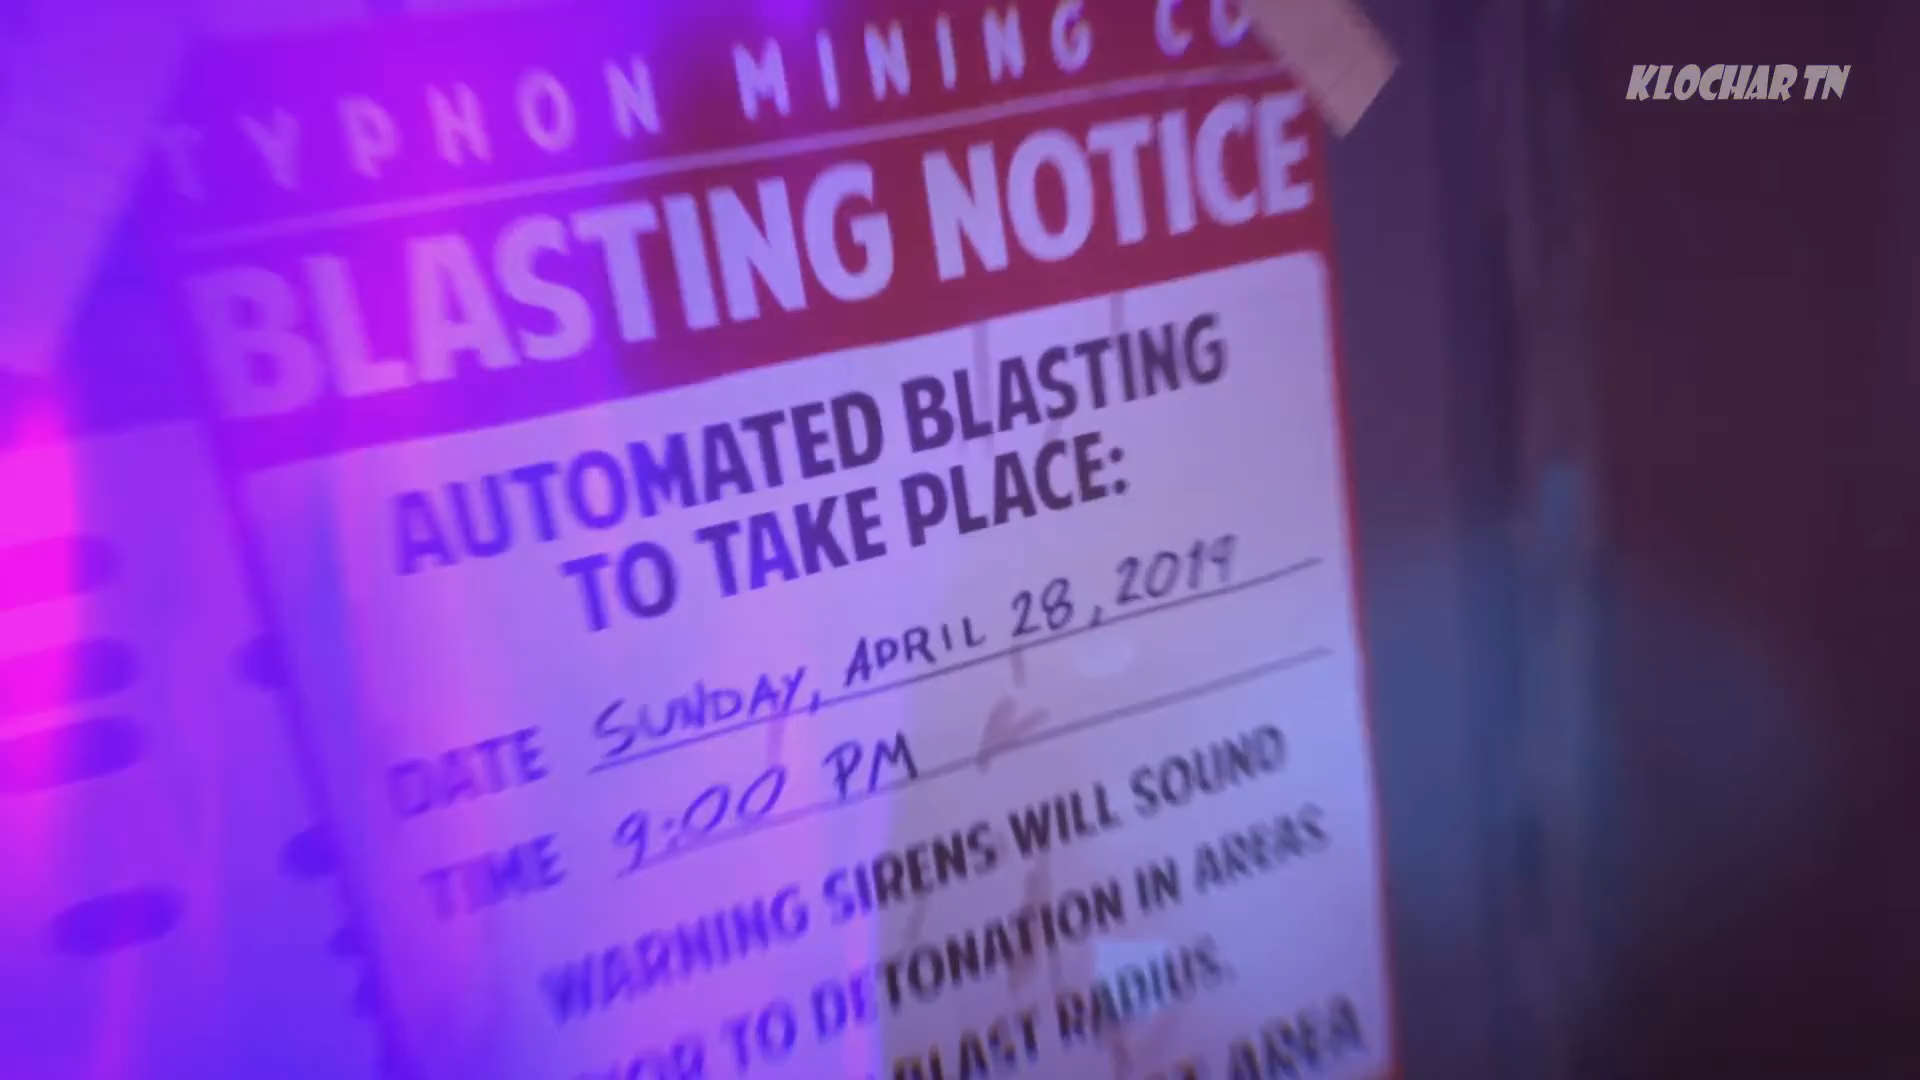 TYPHON MINING CO
KLOCHAR TN
BLASTING NOTICE
AUTOMATED BLASTING
TO TAKE PLACE:
DATE SUNDAY, APRIL 28, 2019
TIME 9:00 PM
WARNING SIRENS WILL SOUND
TO DETONATION IN AREAS
BLAST RADIUS.
AREA